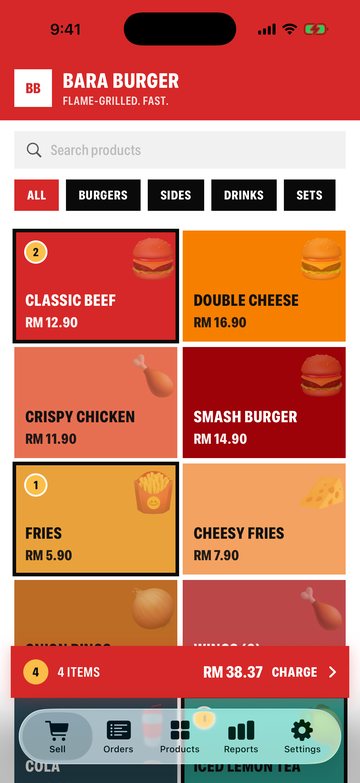 9:41
BB
BARA BURGER
FLAME-GRILLED. FAST.
Search products
ALL
BURGERS
SIDES
DRINKS
SETS
2
CLASSIC BEEF
RM 12.90
DOUBLE CHEESE
RM 16.90
CRISPY CHICKEN
RM 11.90
SMASH BURGER
RM 14.90
1
FRIES
RM 5.90
CHEESY FRIES
RM 7.90
4
4 ITEMS
RM 38.37
CHARGE
Sell
Orders
Products
Reports
Settings
COLA
ICED LEMON TEA